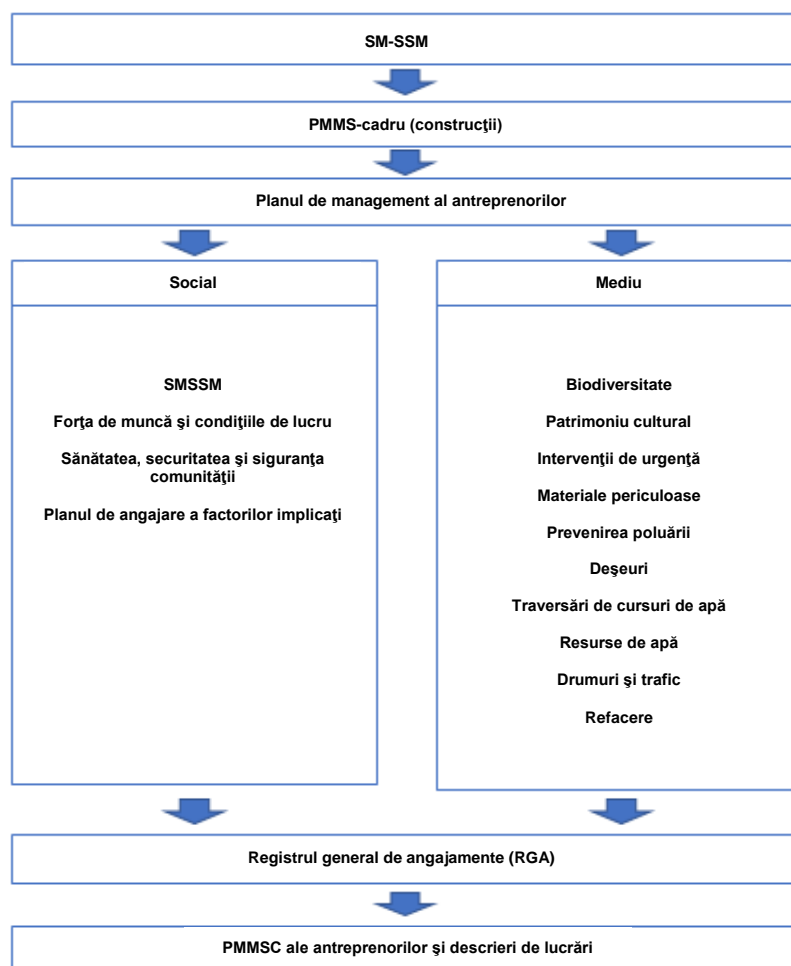 SM-SSM
PMMS-cadru (construcţii)
Planul de management al antreprenorilor
Social
SMSSM
Forţa de muncă şi condiţiile de lucru
Sănătatea, securitatea şi siguranţa
comunităţii
Planul de angajare a factorilor implicaţi
Mediu
Biodiversitate
Patrimoniu cultural
Intervenţii de urgenţă
Materiale periculoase
Prevenirea poluării
Deşeuri
Traversări de cursuri de apă
Resurse de apă
Drumuri şi trafic
Refacere
Registrul general de angajamente (RGA)
PMMSC ale antreprenorilor şi descrieri de lucrări